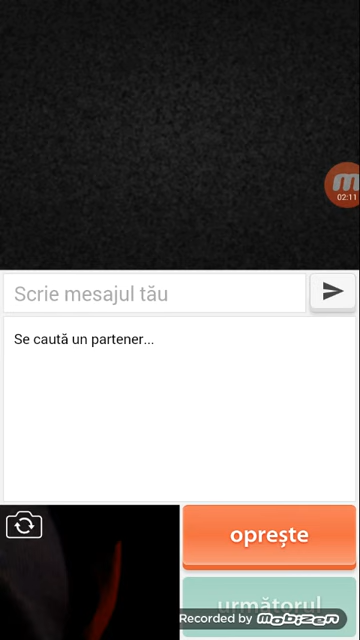 02:11
Scrie mesajul tău
Se caută un partener...
oprește
următorul
Recorded by mobizen